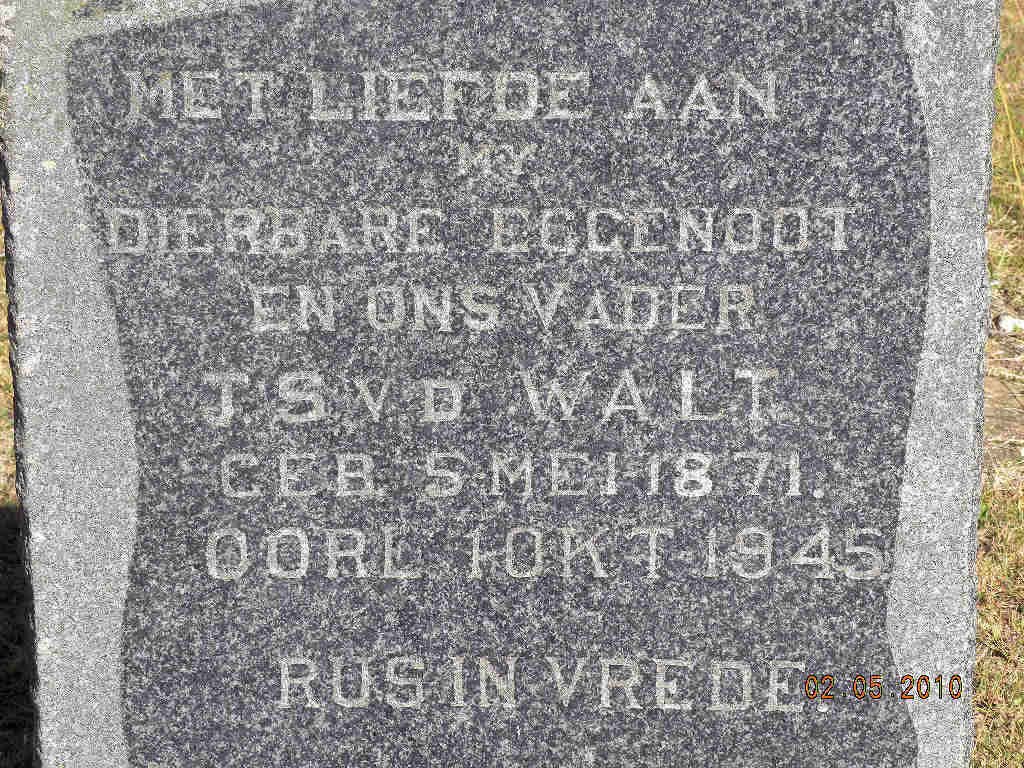 MET LIEFDE AAN
MY
DIERBARE EGGENOOT
EN ONS VADER
J.S V D WALT
GEB. 5 MEI 1871.
OORL 1 OKT 1945
RUS IN VREDE.
02 05 2010